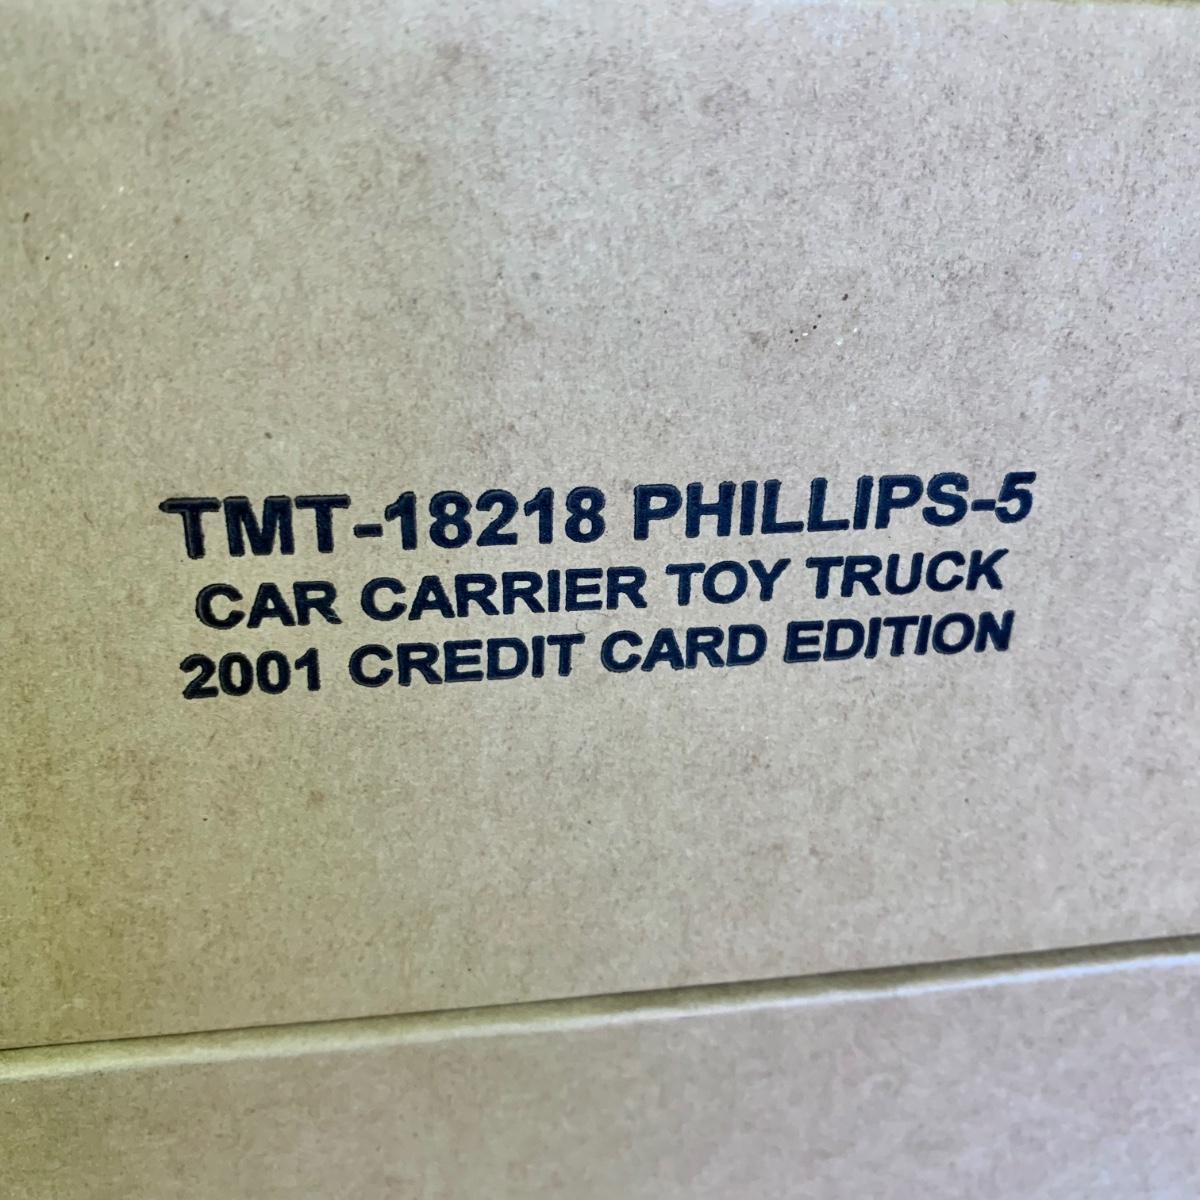 TMT-18218 PHILLIPS-5
CAR CARRIER TOY TRUCK
2001 CREDIT CARD EDITION